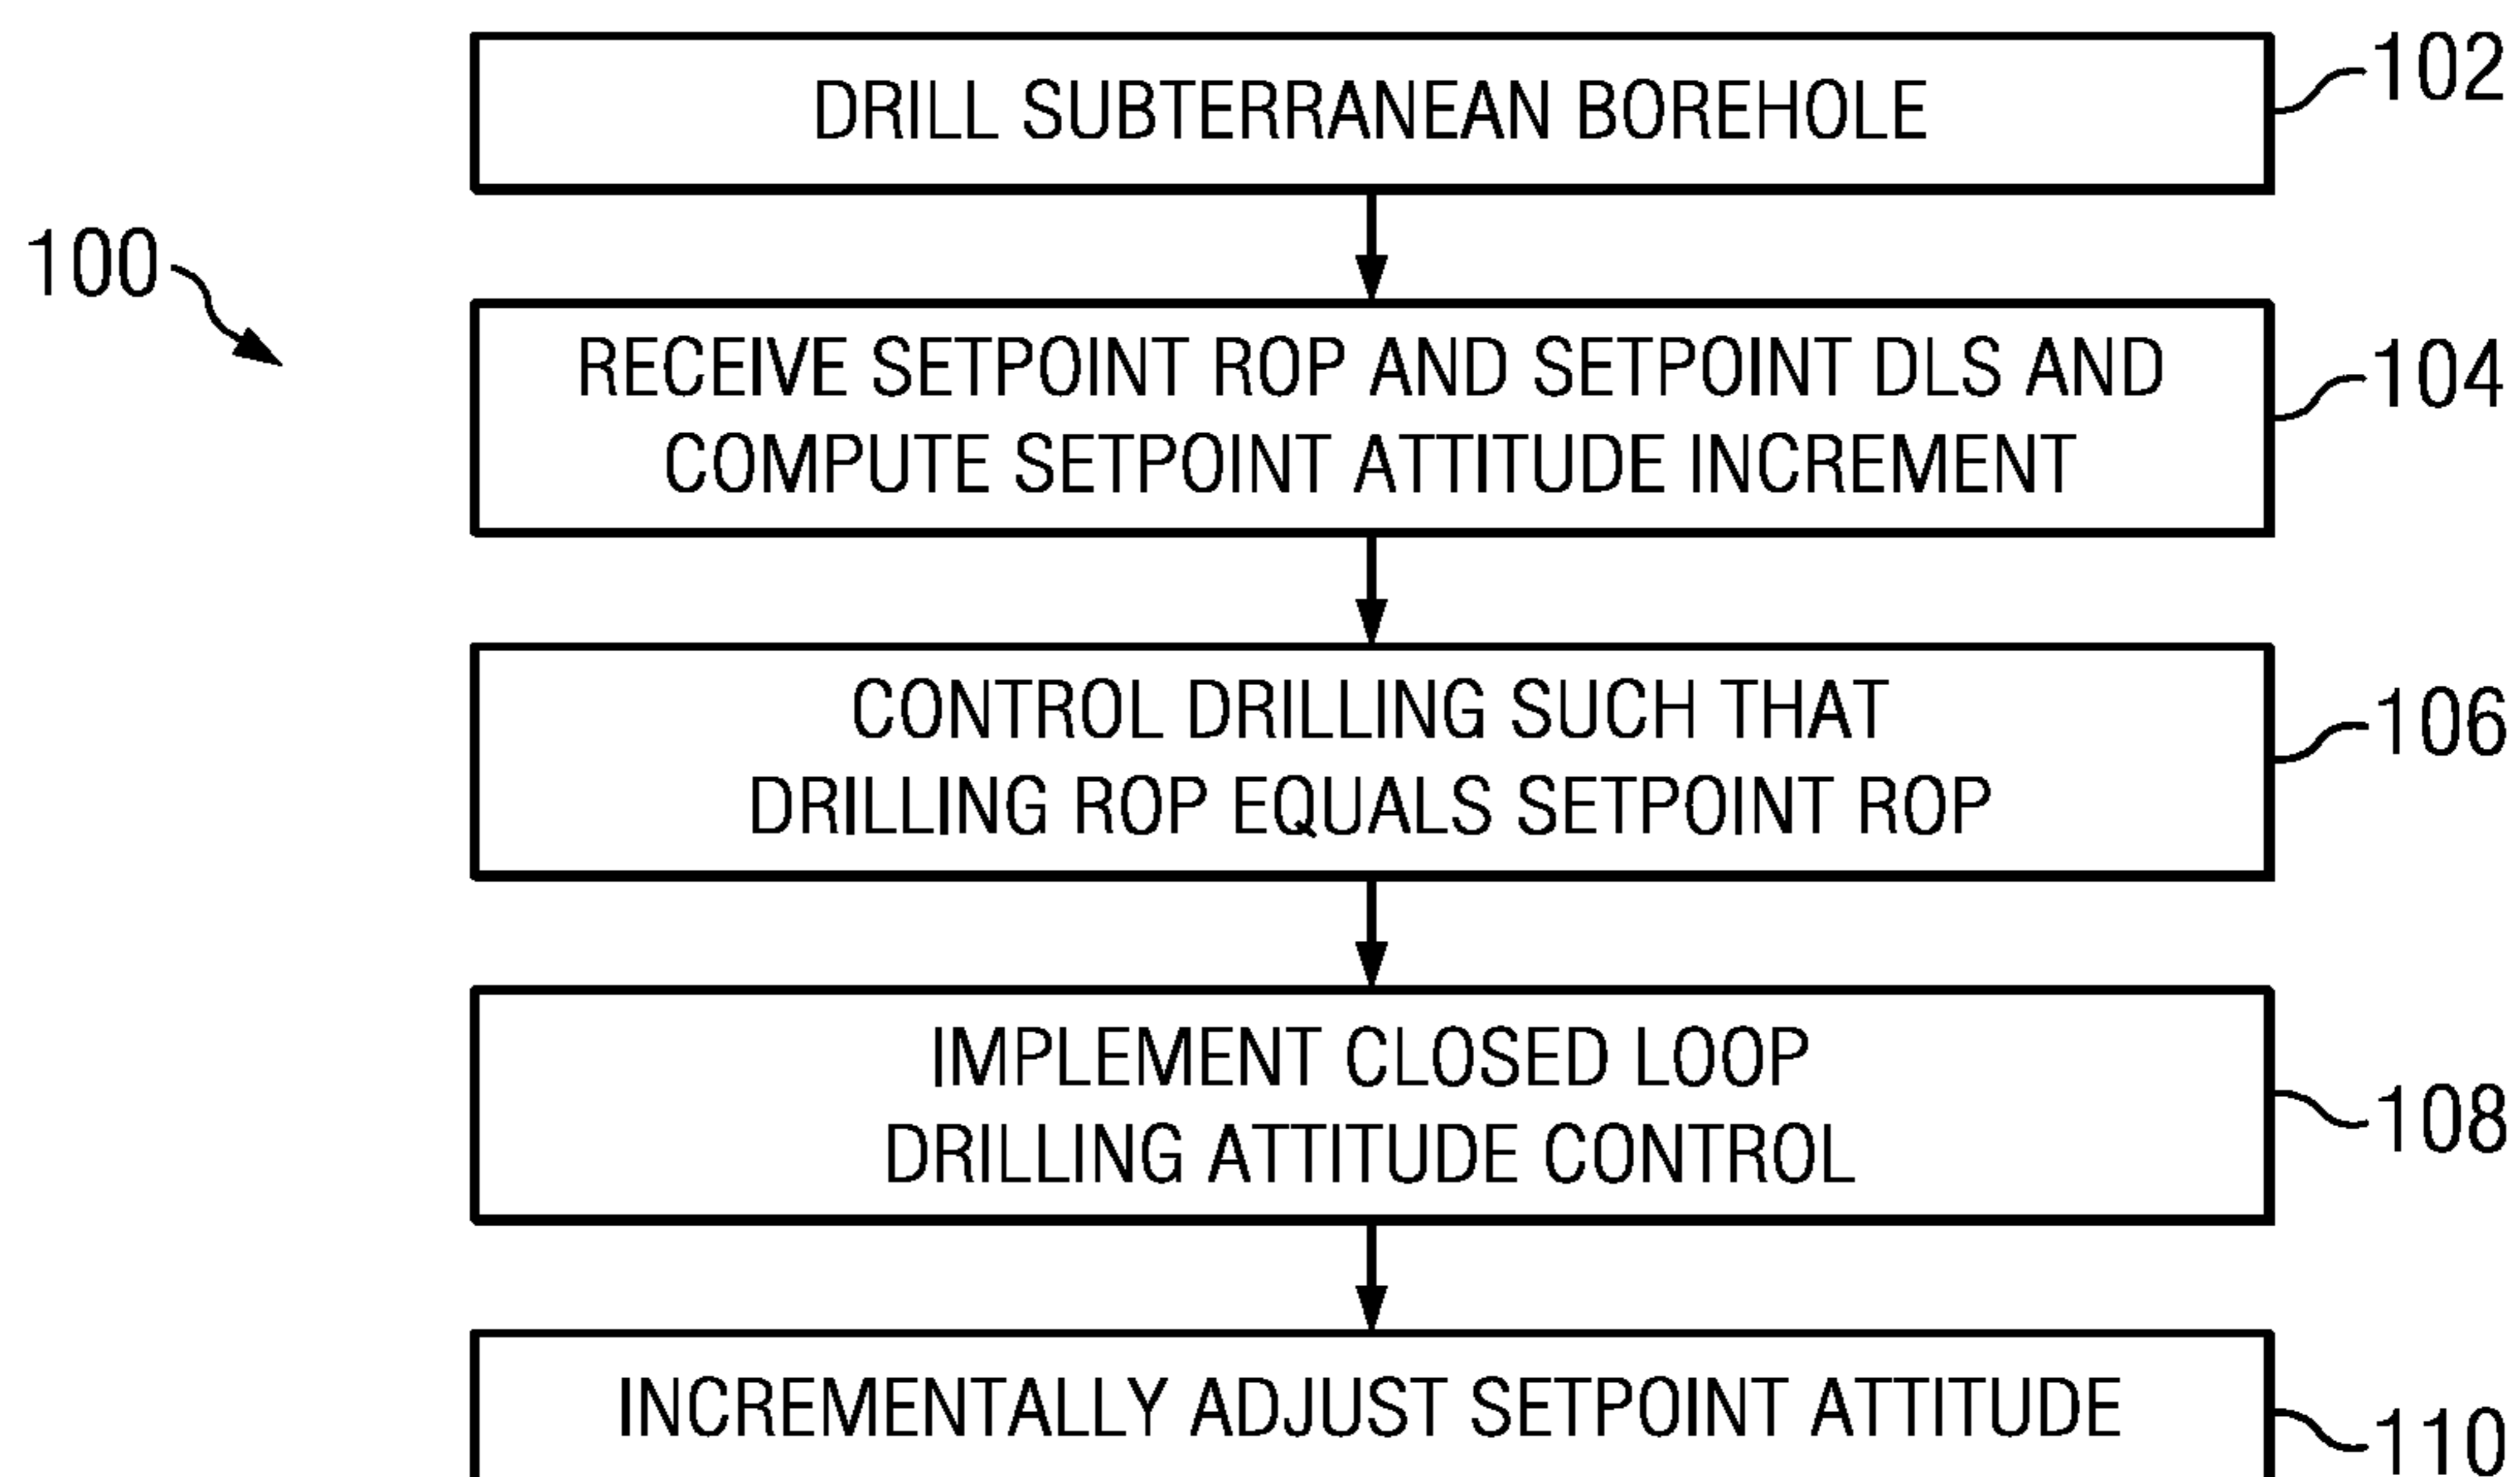 DRILL SUBTERRANEAN BOREHOLE
102
100
RECEIVE SETPOINT ROP AND SETPOINT DLS AND
COMPUTE SETPOINT ATTITUDE INCREMENT
104
CONTROL DRILLING SUCH THAT
DRILLING ROP EQUALS SETPOINT ROP
106
IMPLEMENT CLOSED LOOP
DRILLING ATTITUDE CONTROL
108
INCREMENTALLY ADJUST SETPOINT ATTITUDE
110